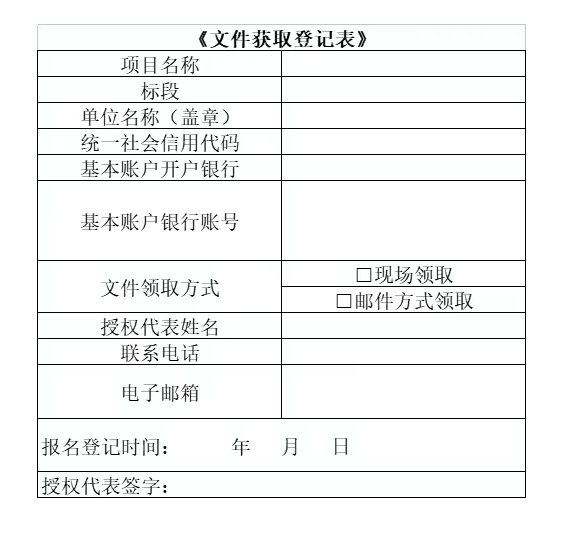 《文件获取登记表》
项目名称
标段
单位名称（盖章）
统一社会信用代码
基本账户开户银行
基本账户银行账号
文件领取方式
□现场领取
□邮件方式领取
授权代表姓名
联系电话
电子邮箱
报名登记时间： 年 月 日
授权代表签字：